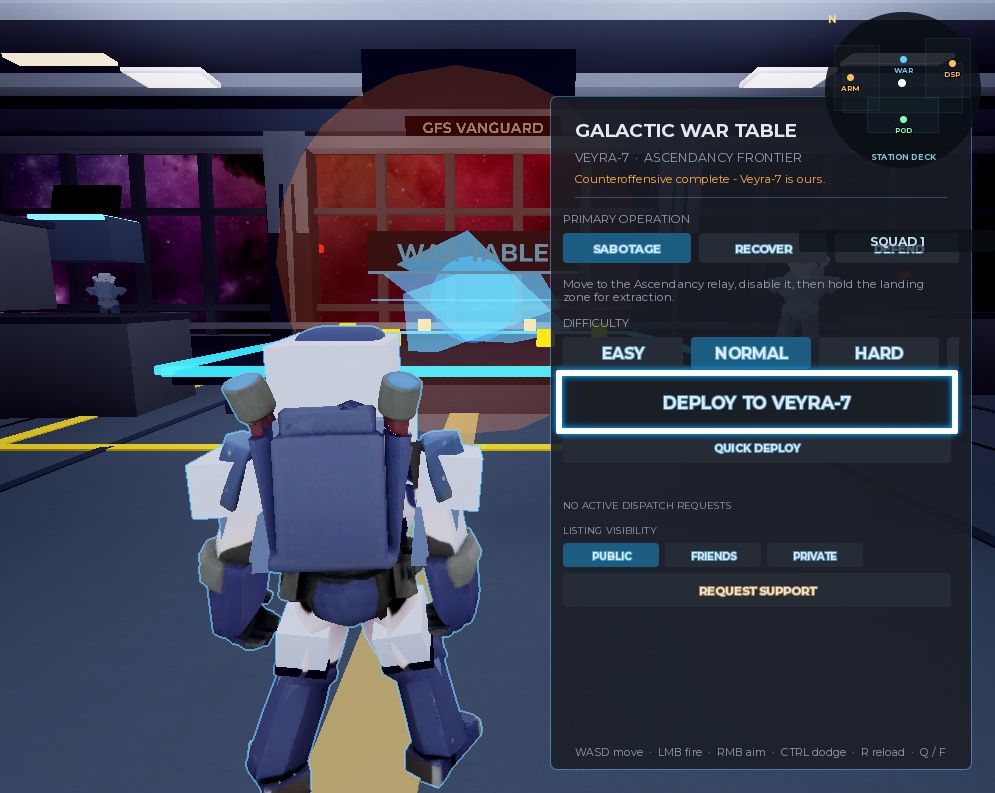 N
WAR
DSP
ARM
POD
STATION DECK
GFS VANGUARD
WAR TABLE
GALACTIC WAR TABLE
VEYRA-7 · ASCENDANCY FRONTIER
Counteroffensive complete - Veyra-7 is ours.
PRIMARY OPERATION
SABOTAGE
RECOVER
SQUAD 1
DEFEND
Move to the Ascendancy relay, disable it, then hold the landing
zone for extraction.
DIFFICULTY
EASY
NORMAL
HARD
DEPLOY TO VEYRA-7
QUICK DEPLOY
NO ACTIVE DISPATCH REQUESTS
LISTING VISIBILITY
PUBLIC
FRIENDS
PRIVATE
REQUEST SUPPORT
WASD move · LMB fire · RMB aim · CTRL dodge · R reload · Q / F